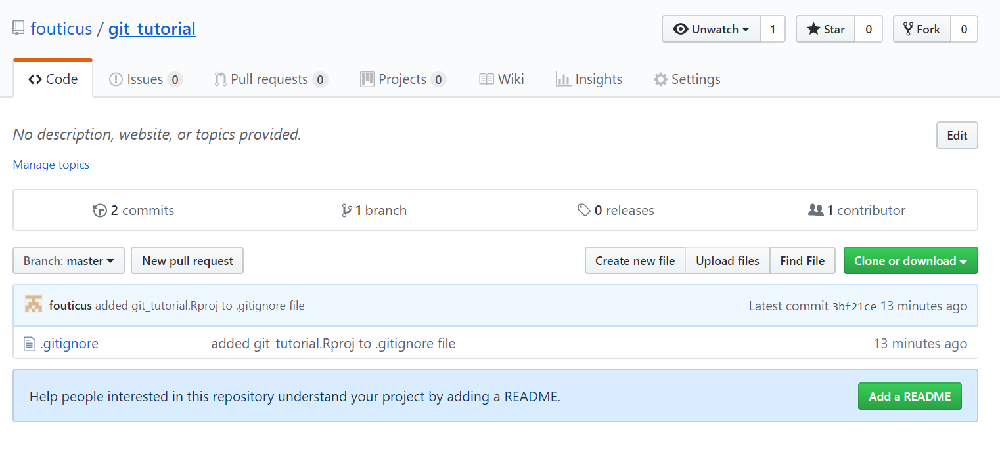 fouticus / git_tutorial Unwatch 1 Star 0 Fork 0
Code Issues 0 Pull requests 0 Projects 0 Wiki Insights Settings
No description, website, or topics provided. Edit
Manage topics
2 commits 1 branch 0 releases 1 contributor
Branch: master New pull request Create new file Upload files Find File Clone or download
fouticus added git_tutorial.Rproj to .gitignore file Latest commit 3bf21ce 13 minutes ago
.gitignore added git_tutorial.Rproj to .gitignore file 13 minutes ago
Help people interested in this repository understand your project by adding a README. Add a README